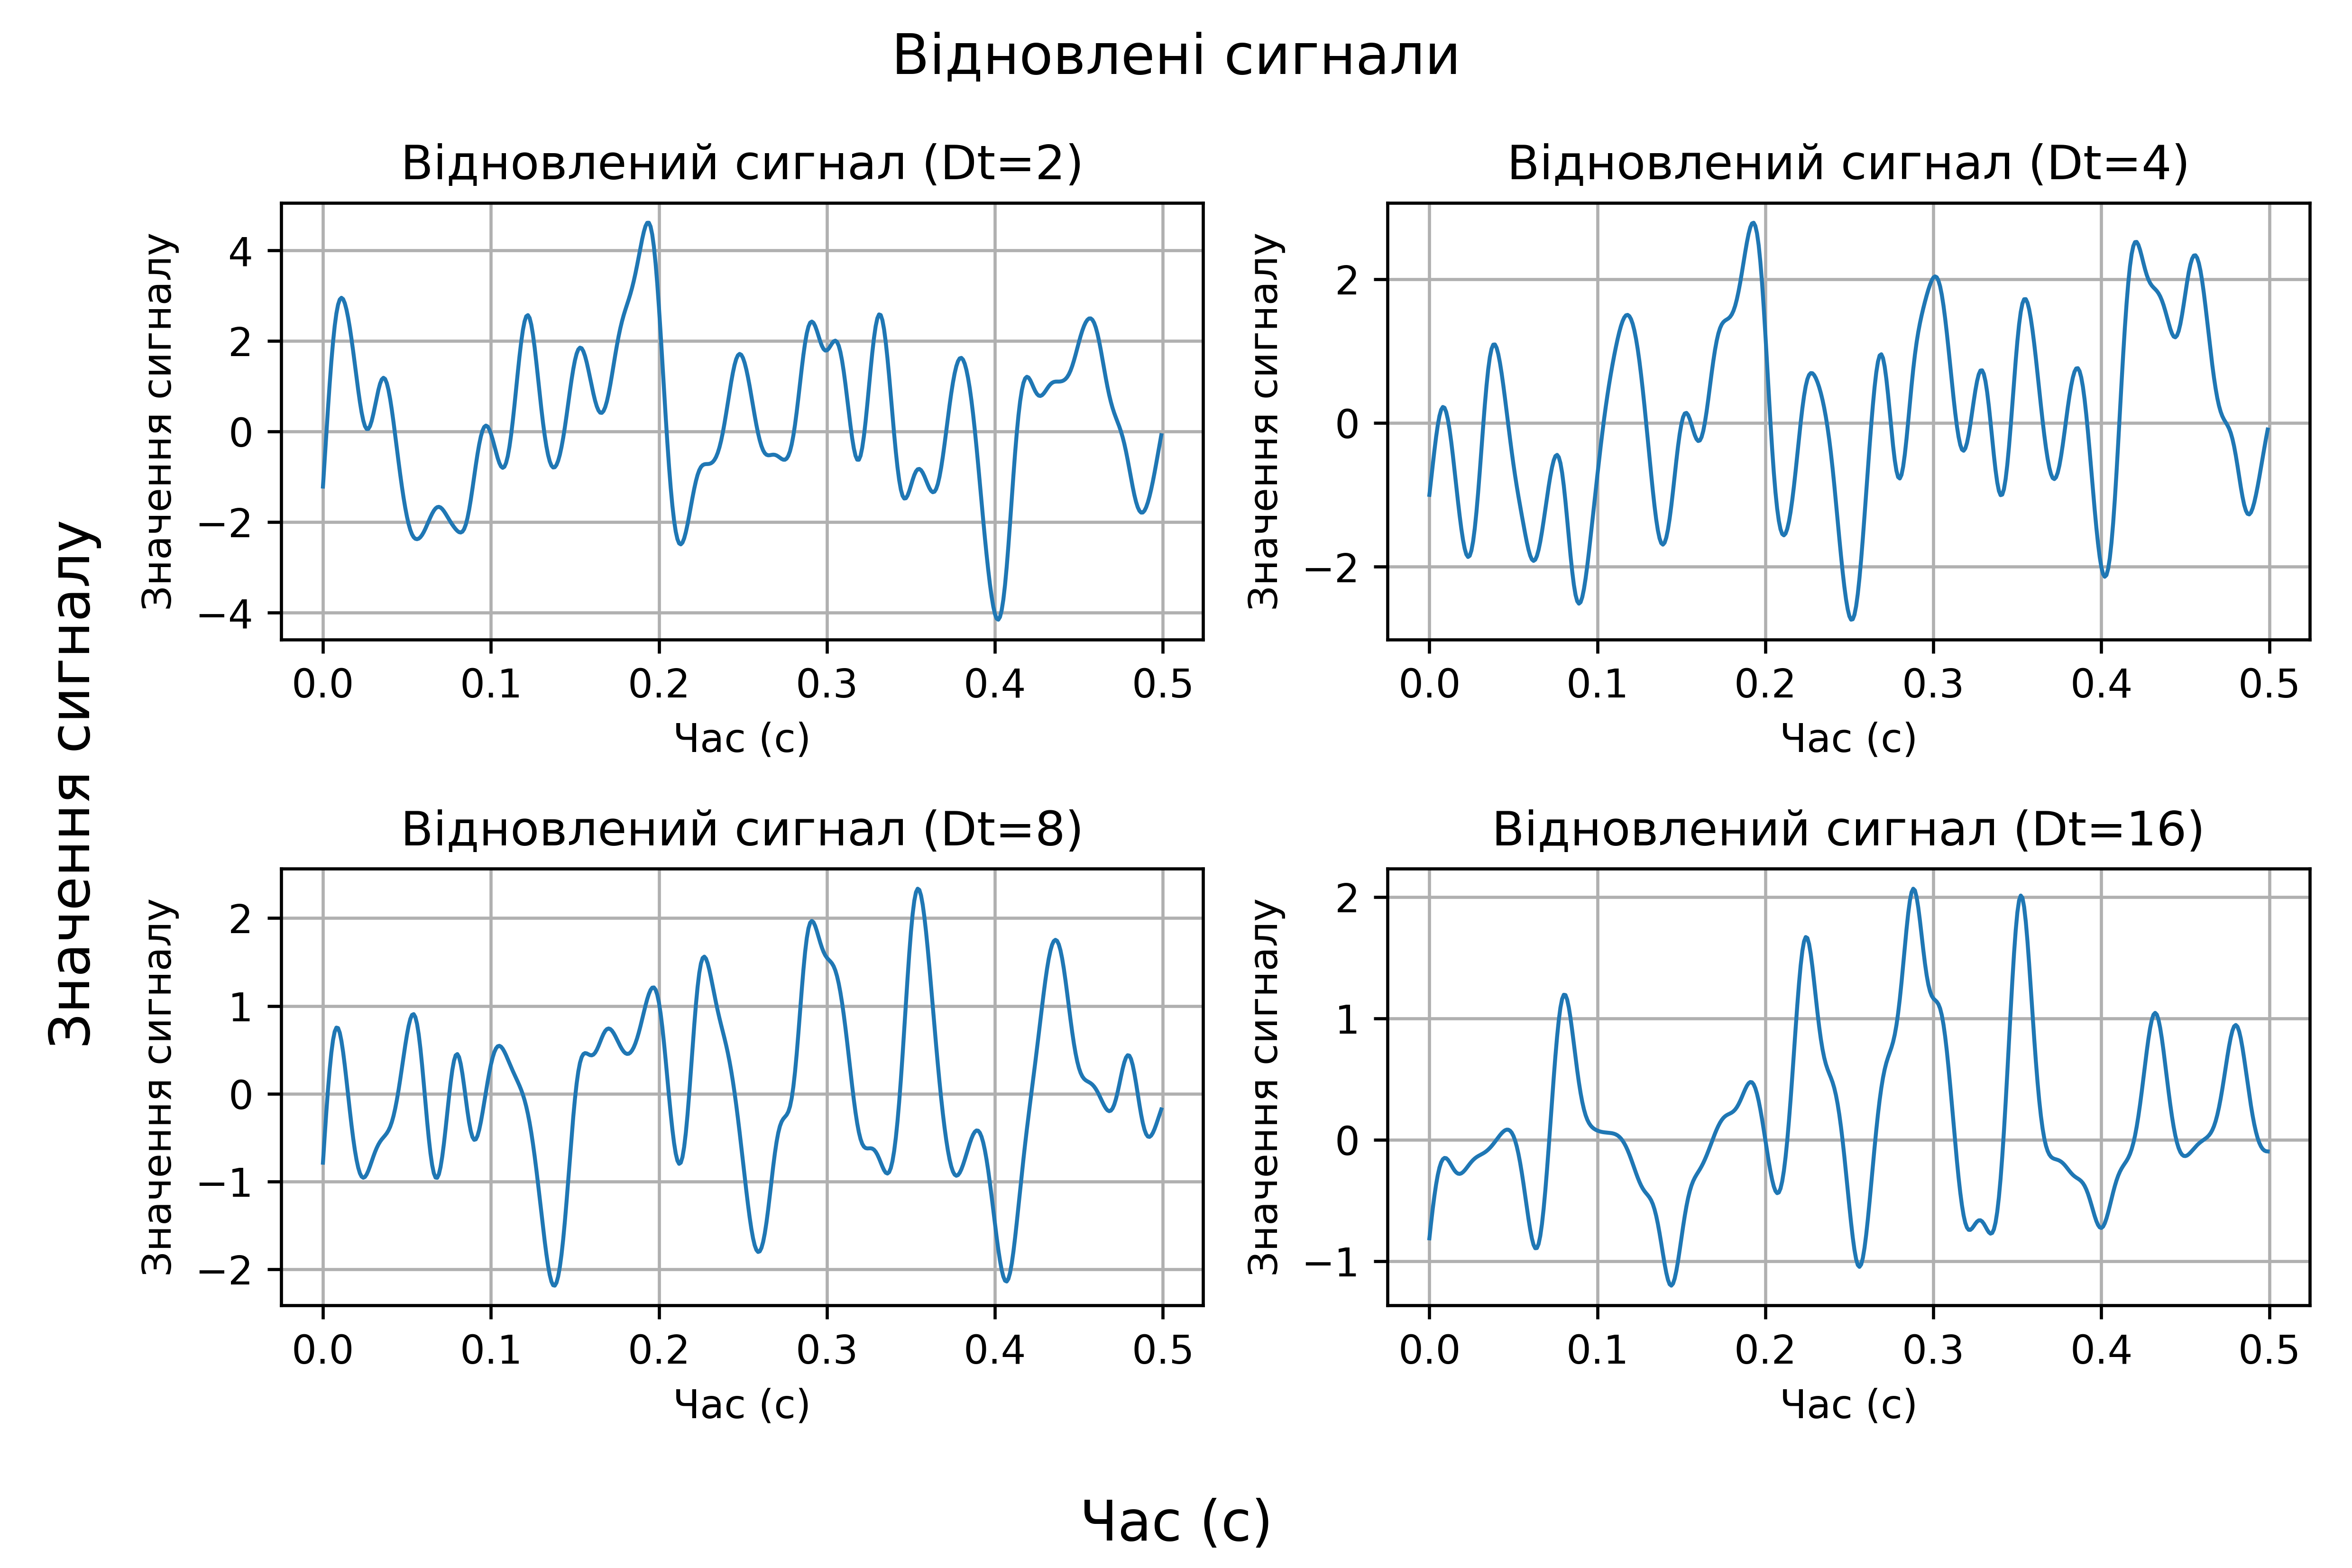 Відновлені сигнали
Відновлений сигнал (Dt=2)
Значення сигналу
4
2
0
−2
−4
0.0 0.1 0.2 0.3 0.4 0.5
Час (с)
Відновлений сигнал (Dt=4)
Значення сигналу
2
0
−2
0.0 0.1 0.2 0.3 0.4 0.5
Час (с)
Відновлений сигнал (Dt=8)
Значення сигналу
2
1
0
−1
−2
0.0 0.1 0.2 0.3 0.4 0.5
Час (с)
Відновлений сигнал (Dt=16)
Значення сигналу
2
1
0
−1
0.0 0.1 0.2 0.3 0.4 0.5
Час (с)
Значення сигналу
Час (с)